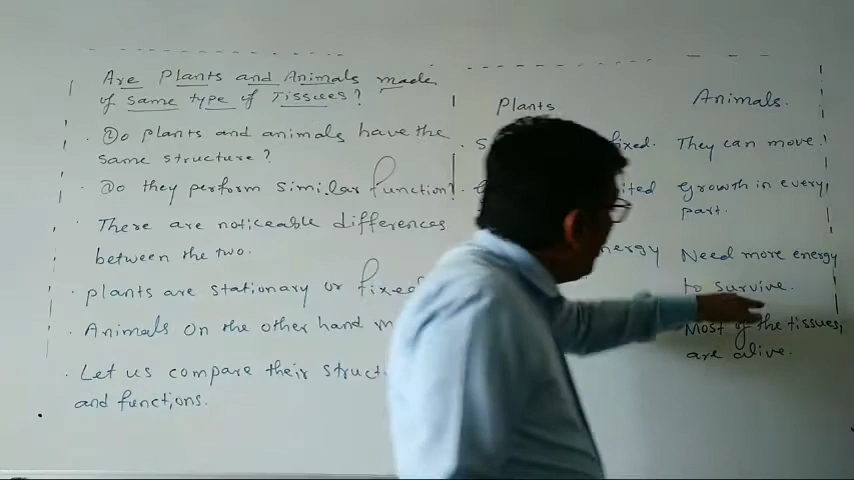 Are Plants and Animals made
of same type of Tissues?
· Do plants and animals have the
same structure?
· Do they perform similar function?
· There are noticeable differences
between the two.
· Plants are stationary or fixed
· Animals on the other hand
· Let us compare their
and functions.
Plants
Animals.
fixed. They can move.
Growth in every
part.
energy Need more energy
to survive.
Most of the tissues,
are alive.